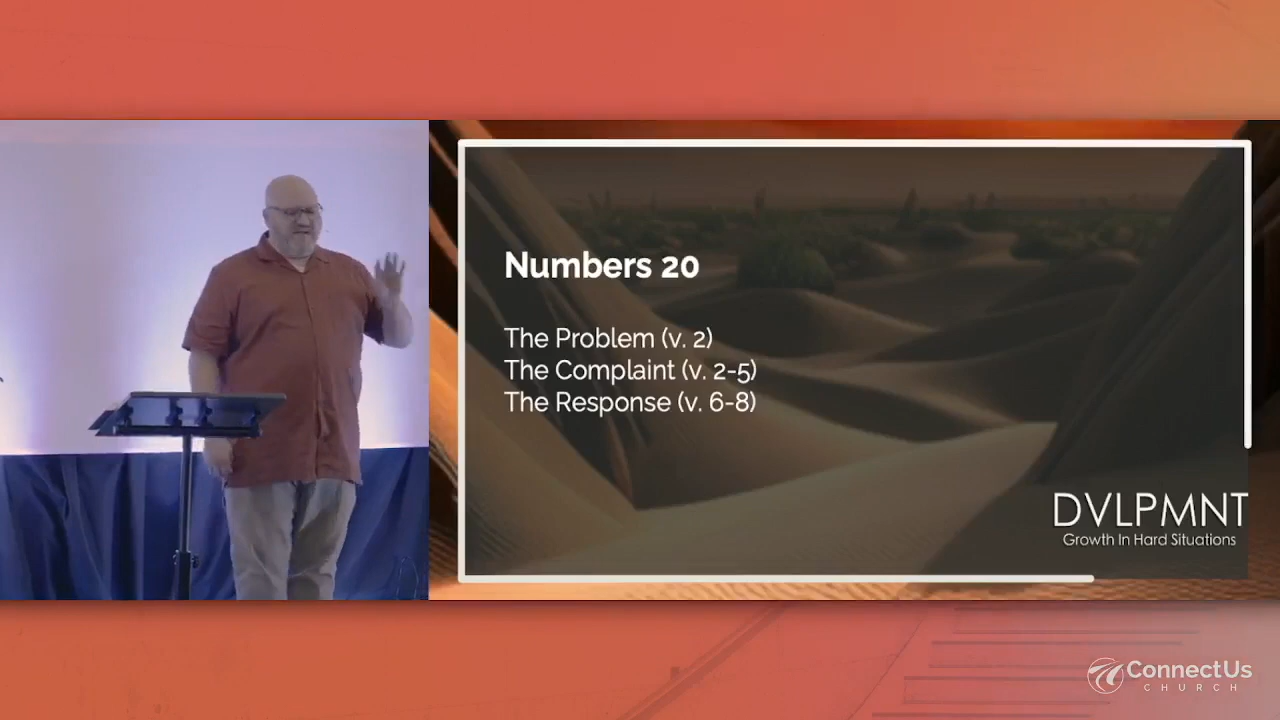 Numbers 20
The Problem (v. 2)
The Complaint (v. 2-5)
The Response (v. 6-8)
DVLPMNT
Growth In Hard Situations
ConnectUs
CHURCH